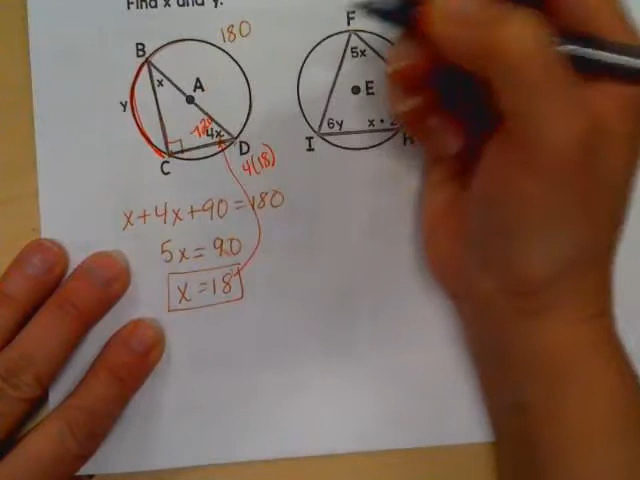 Find x and y.
180
B
A
x
y
72°
4x
D
C
4(18)
x+4x+90=180
5x=90
x=18
F
5x
E
6y
x
I